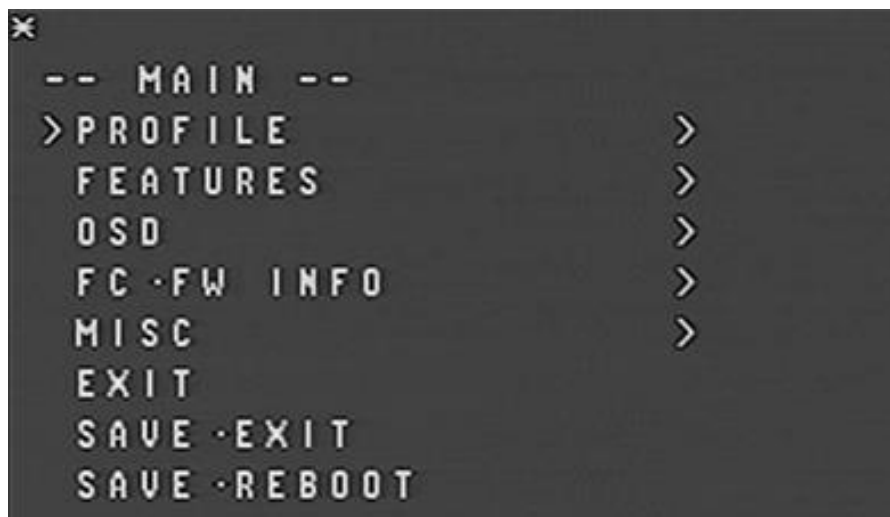 *
-- MAIN --
>PROFILE >
FEATURES >
OSD >
FC·FW INFO >
MISC >
EXIT
SAVE·EXIT
SAVE·REBOOT